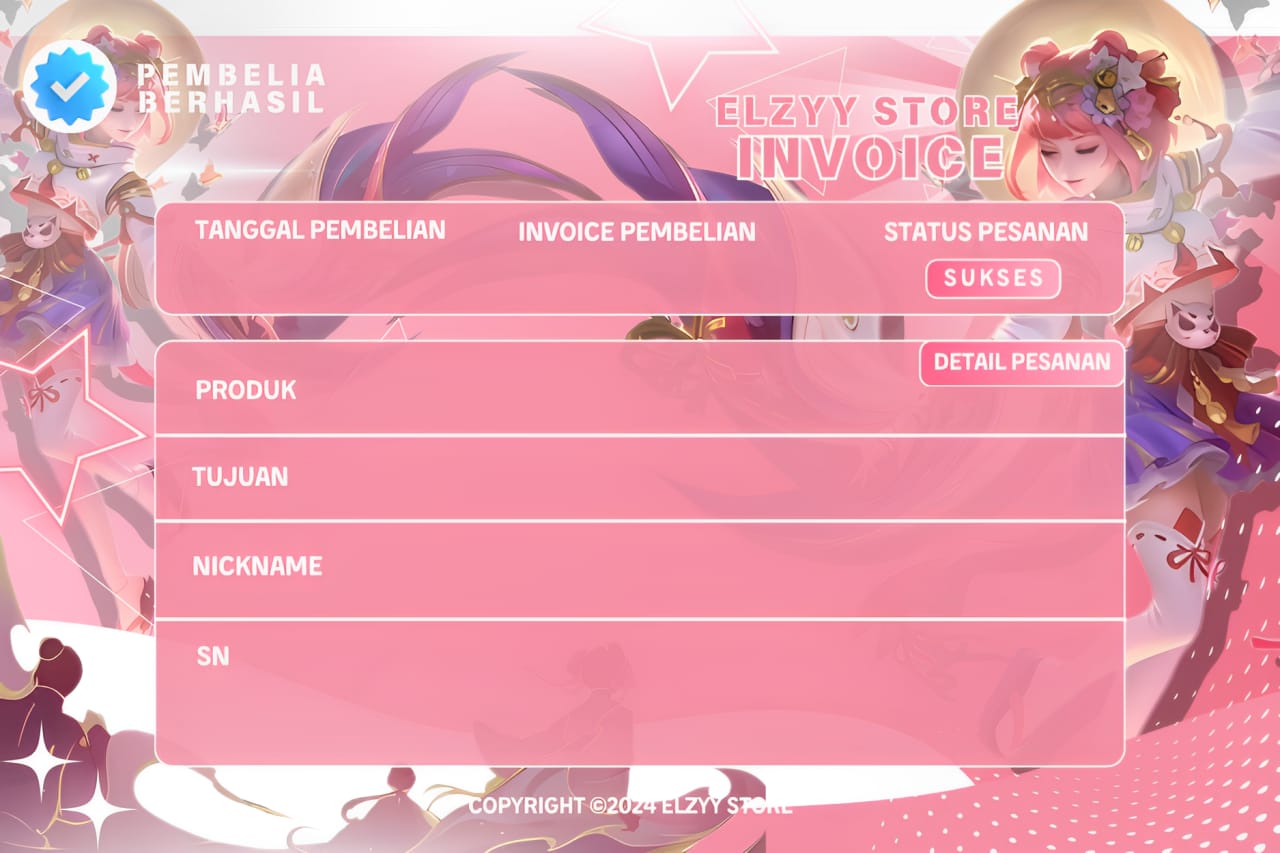 PEMBELIA
BERHASIL
ELZYY STORE
INVOICE
TANGGAL PEMBELIAN
INVOICE PEMBELIAN
STATUS PESANAN
SUKSES
DETAIL PESANAN
PRODUK
TUJUAN
NICKNAME
SN
COPYRIGHT ©2024 ELZYY STORE